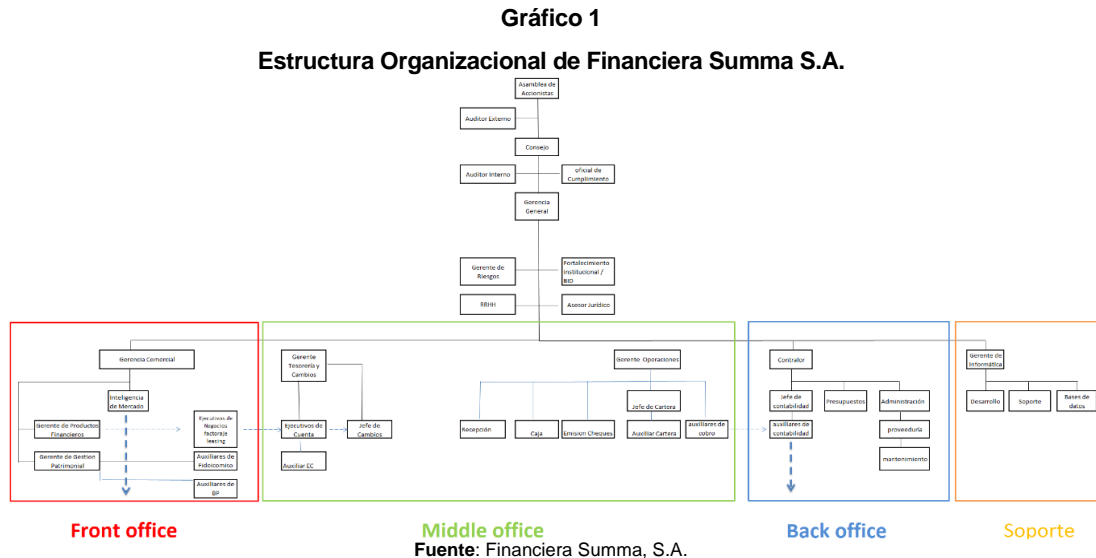 Gráfico 1
Estructura Organizacional de Financiera Summa S.A.
Asamblea de
Accionistas
Auditor Externo
Consejo
Auditor Interno
oficial de
Cumplimiento
Gerencia
General
Gerente de
Riesgos
Fortalecimiento
Institucional /
BID
RRHH
Asesor Jurídico
Gerencia Comercial
Inteligencia
de Mercado
Gerente de Productos
Financieros
Ejecutivos de
Negocios
factoraje
leasing
Gerente de Gestion
Patrimonial
Auxiliares de
Fidoicomiso
Auxiliares de
BP
Gerente
Tesorería y
Cambios
Ejecutivos
de Cuenta
Jefe de
Cambios
Auxiliar EC
Gerente Operaciones
Jefe de Cartera
Recepción
Caja
Emision Cheques
Auxiliar Cartera
auxiliares de
cobro
Contralor
Jefe de
contabilidad
Presupuestos
Administración
auxiliares de
contabilidad
proveeduría
mantenimiento
Gerente de
Informática
Desarrollo
Soporte
Bases de
datos
Front office
Middle office
Back office
Soporte
Fuente: Financiera Summa, S.A.